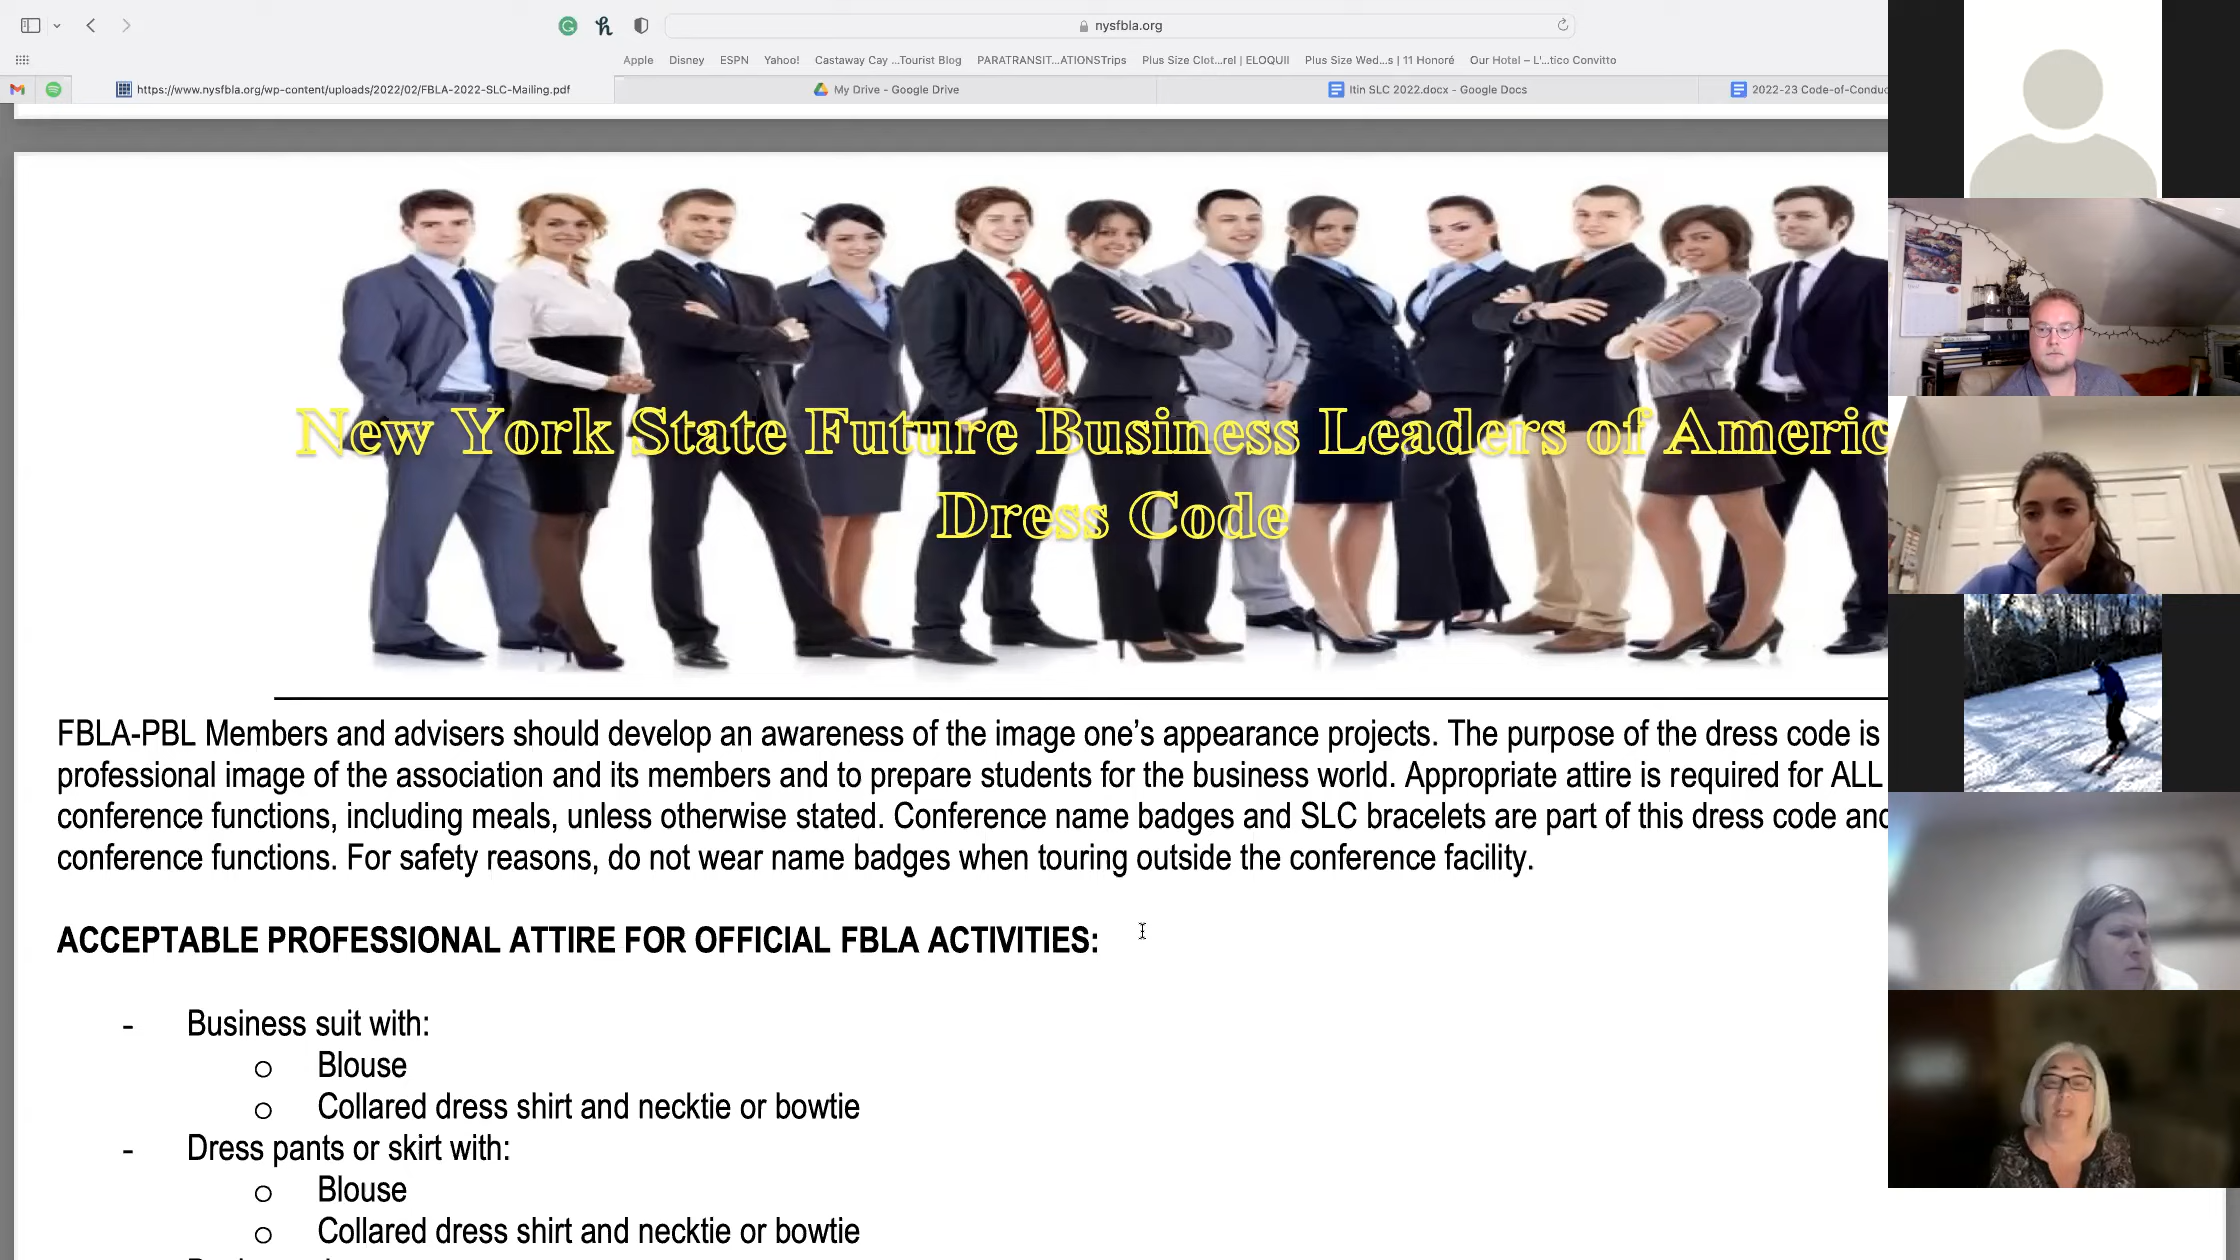 nysfbla.org
Apple Disney ESPN Yahoo! Castaway Cay ...Tourist Blog PARATRANSIT...ATIONSTrips Plus Size Clot...rel | ELOQUII Plus Size Wed...s | 11 Honoré Our Hotel – L'...tico Convitto
https://www.nysfbla.org/wp-content/uploads/2022/02/FBLA-2022-SLC-Mailing.pdf My Drive - Google Drive Itin SLC 2022.docx - Google Docs 2022-23 Code-of-Conduc
New York State Future Business Leaders of Americ
Dress Code
FBLA-PBL Members and advisers should develop an awareness of the image one's appearance projects. The purpose of the dress code is
professional image of the association and its members and to prepare students for the business world. Appropriate attire is required for ALL
conference functions, including meals, unless otherwise stated. Conference name badges and SLC bracelets are part of this dress code and
conference functions. For safety reasons, do not wear name badges when touring outside the conference facility.
ACCEPTABLE PROFESSIONAL ATTIRE FOR OFFICIAL FBLA ACTIVITIES:
- Business suit with:
o Blouse
o Collared dress shirt and necktie or bowtie
- Dress pants or skirt with:
o Blouse
o Collared dress shirt and necktie or bowtie